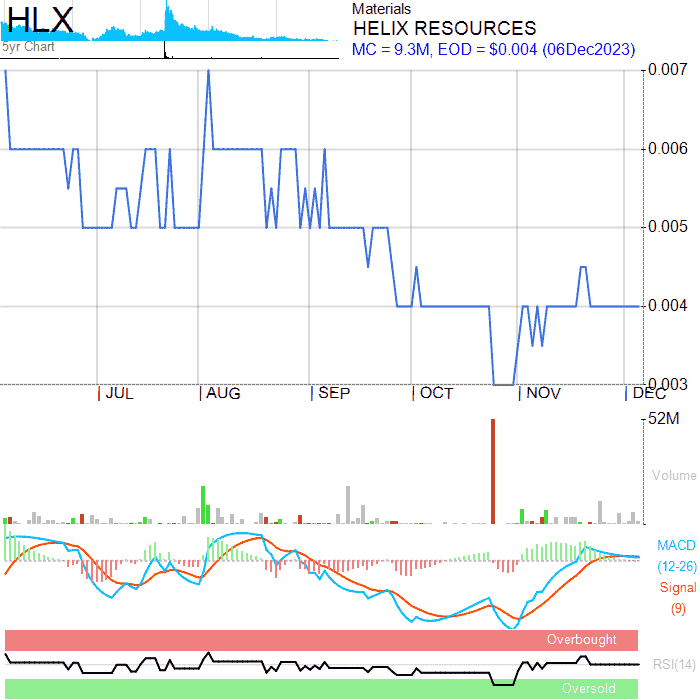 HLX
5yr Chart
Materials
HELIX RESOURCES
MC = 9.3M, EOD = $0.004 (06Dec2023)
0.007
0.006
0.005
0.004
0.003
JUL
AUG
SEP
OCT
NOV
DEC
52M
Volume
MACD
(12-26)
Signal
(9)
Overbought
RSI(14)
Oversold